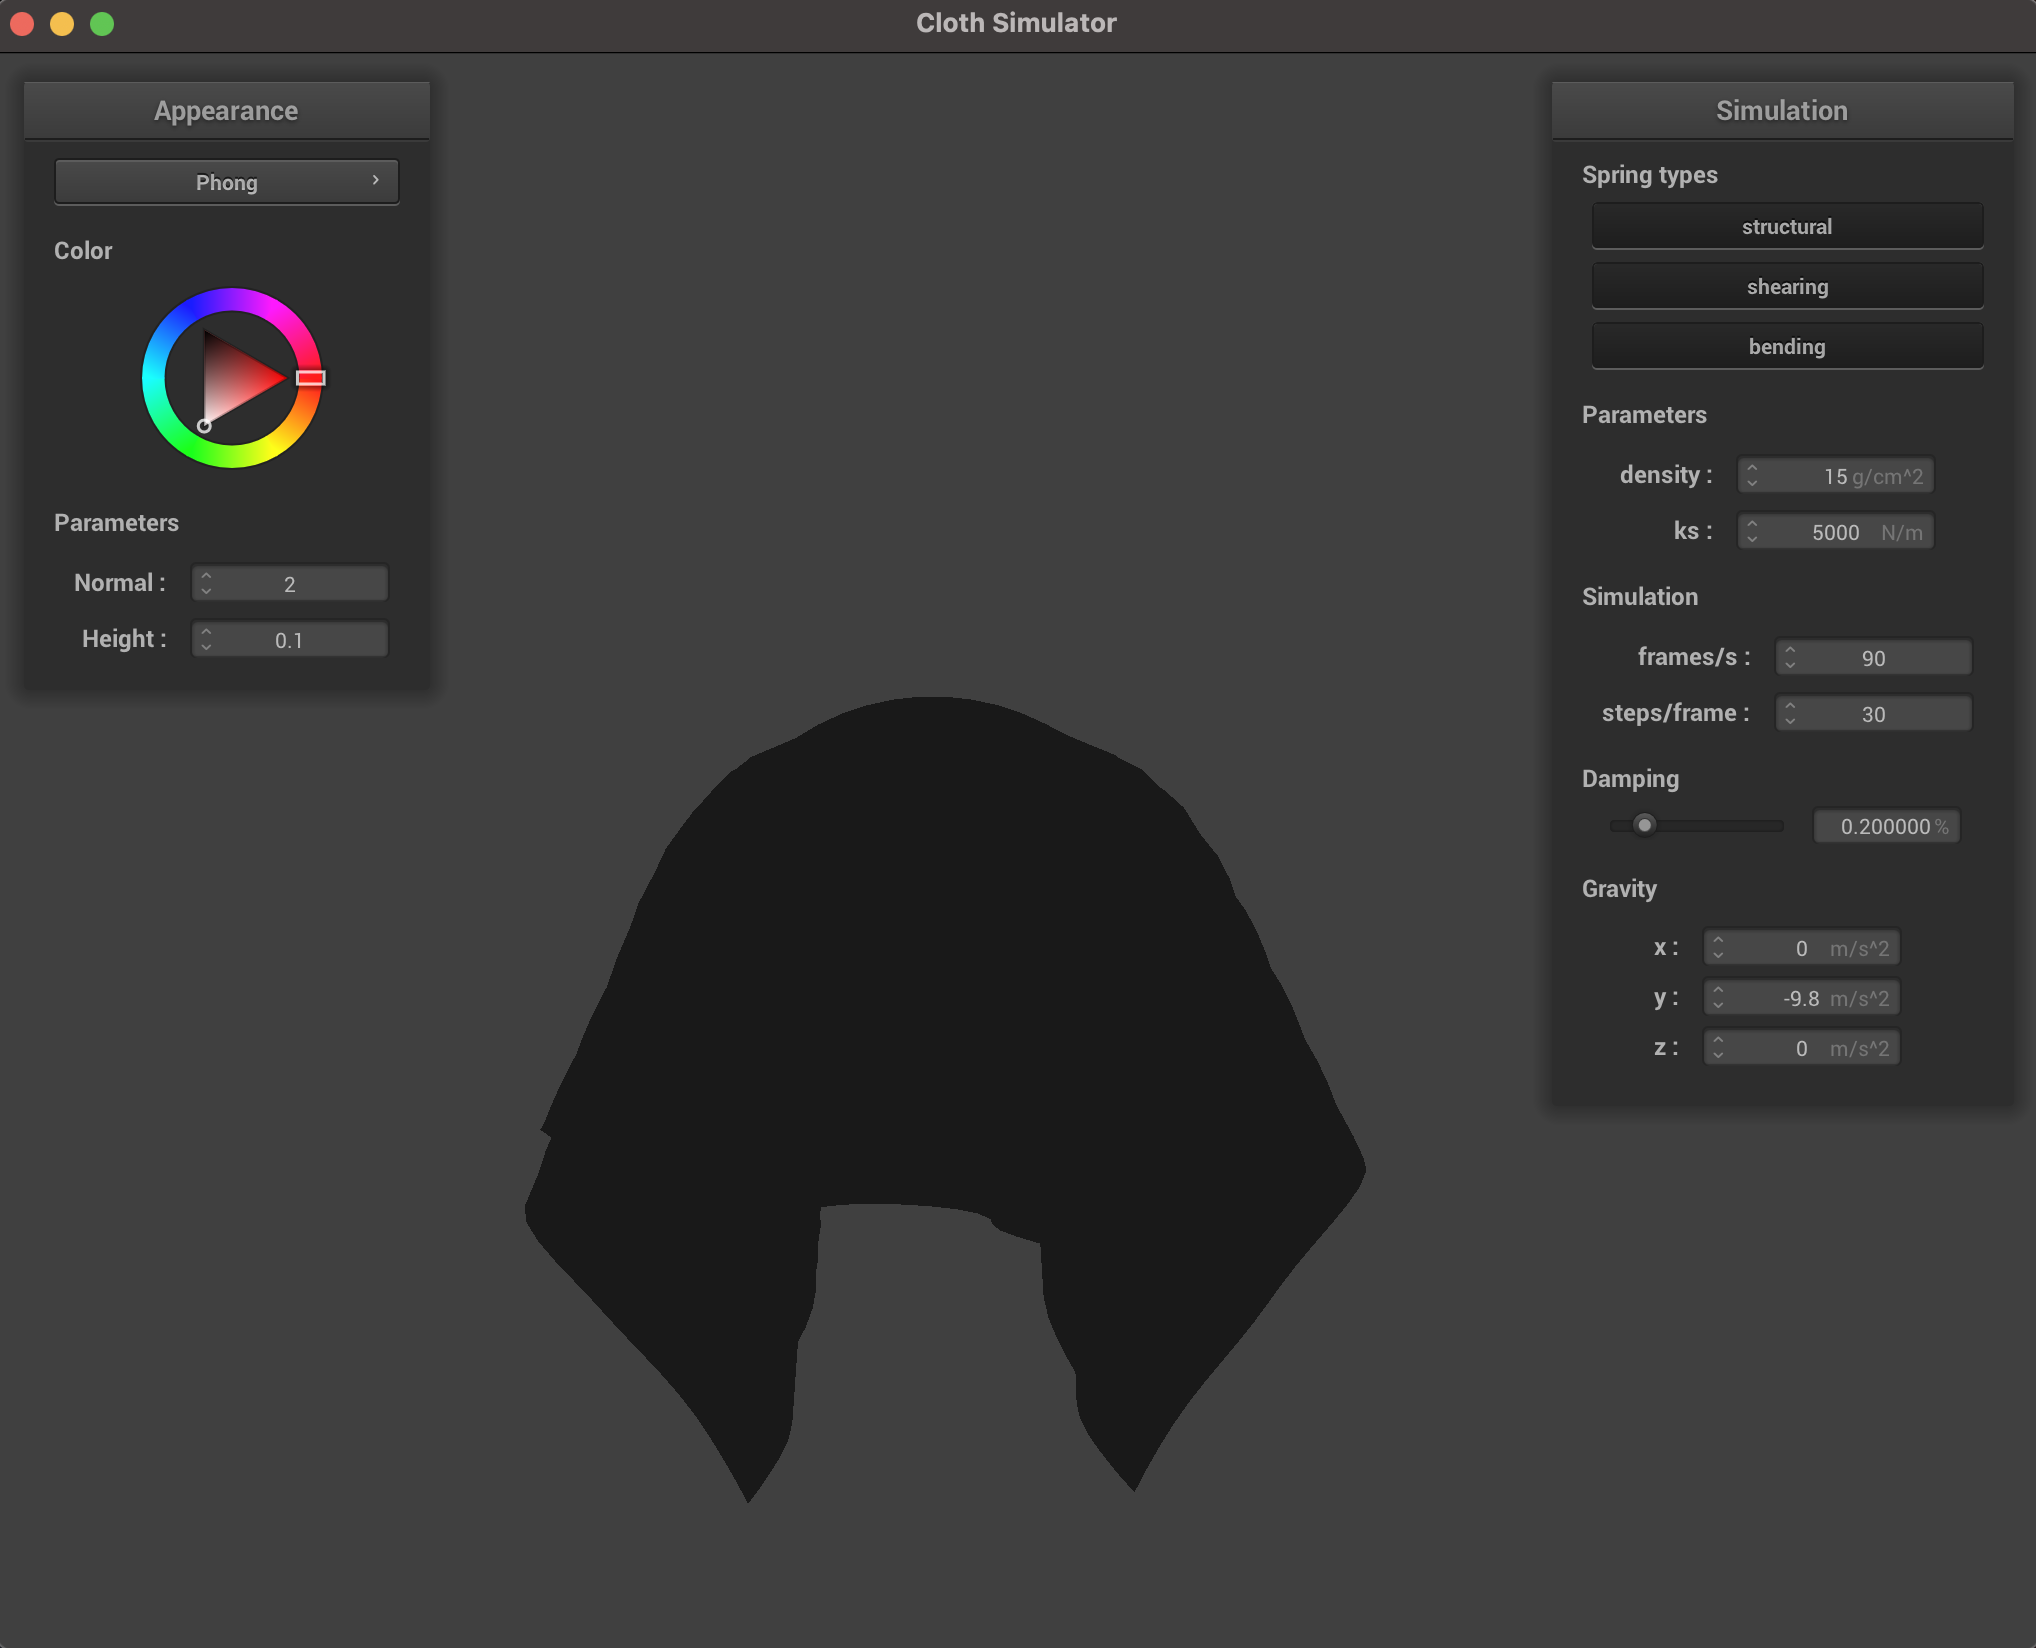 Cloth Simulator
Appearance
Phong
Color
Parameters
Normal : 2
Height : 0.1
Simulation
Spring types
structural
shearing
bending
Parameters
density : 15 g/cm^2
ks : 5000 N/m
Simulation
frames/s : 90
steps/frame : 30
Damping
0.200000 %
Gravity
x : 0 m/s^2
y : -9.8 m/s^2
z : 0 m/s^2